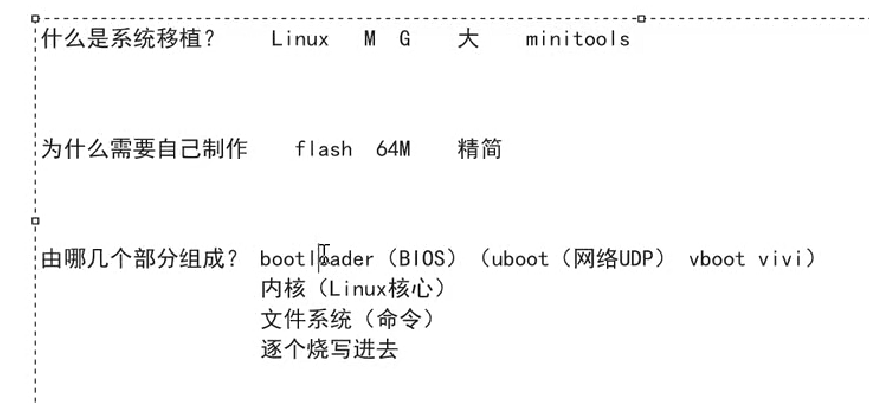 什么是系统移植？ Linux M G 大 minitools
为什么需要自己制作 flash 64M 精简
由哪几个部分组成？ bootloader（BIOS）（uboot（网络UDP） vboot vivi）
内核（Linux核心）
文件系统（命令）
逐个烧写进去